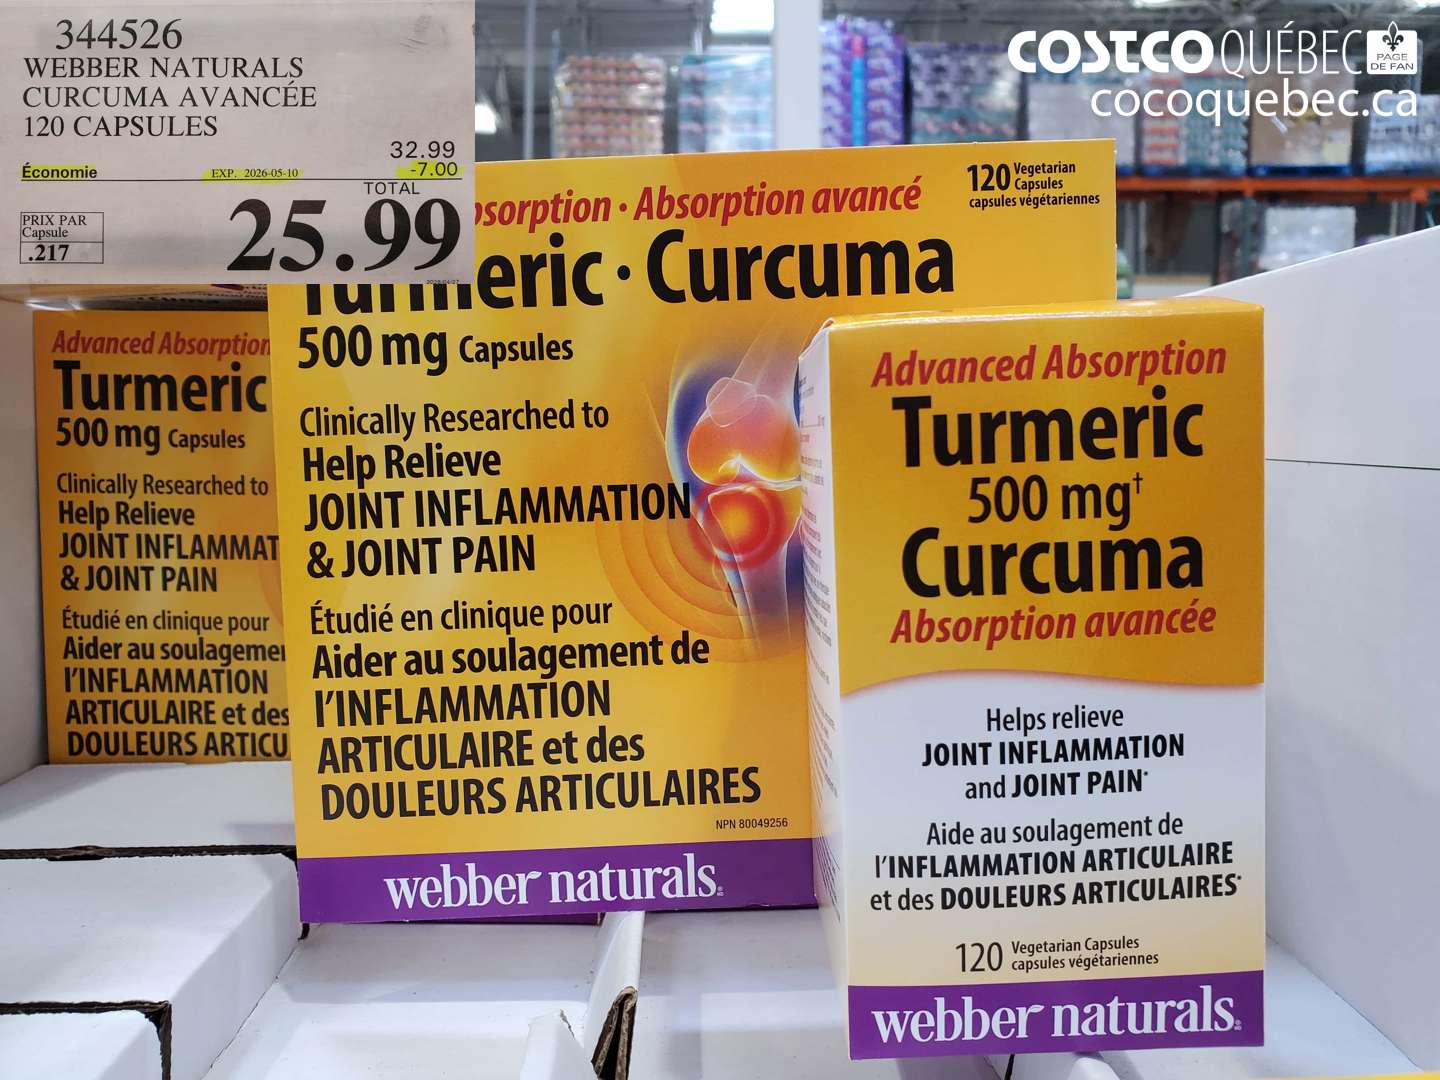 344526
WEBBER NATURALS
CURCUMA AVANCÉE
120 CAPSULES
32.99
Économie EXP. 2026-05-10 -7.00
TOTAL
25.99
PRIX PAR
Capsule
.217
COSTCO QUÉBEC
PAGE
DE FAN
cocoquebec.ca
Absorption avancé
120 Vegetarian
Capsules
capsules végétariennes
Turmeric · Curcuma
500 mg Capsules
Clinically Researched to
Help Relieve
JOINT INFLAMMATION
& JOINT PAIN
Étudié en clinique pour
Aider au soulagement de
l'INFLAMMATION
ARTICULAIRE et des
DOULEURS ARTICULAIRES
NPN 80049256
webber naturals
Advanced Absorption
Turmeric
500 mg Capsules
Clinically Researched to
Help Relieve
JOINT INFLAMMAT
& JOINT PAIN
Étudié en clinique pour
Aider au soulagemen
l'INFLAMMATION
ARTICULAIRE et des
DOULEURS ARTICU
Advanced Absorption
Turmeric
500 mg†
Curcuma
Absorption avancée
Helps relieve
JOINT INFLAMMATION
and JOINT PAIN*
Aide au soulagement de
l'INFLAMMATION ARTICULAIRE
et des DOULEURS ARTICULAIRES*
120 Vegetarian Capsules
capsules végétariennes
webber naturals